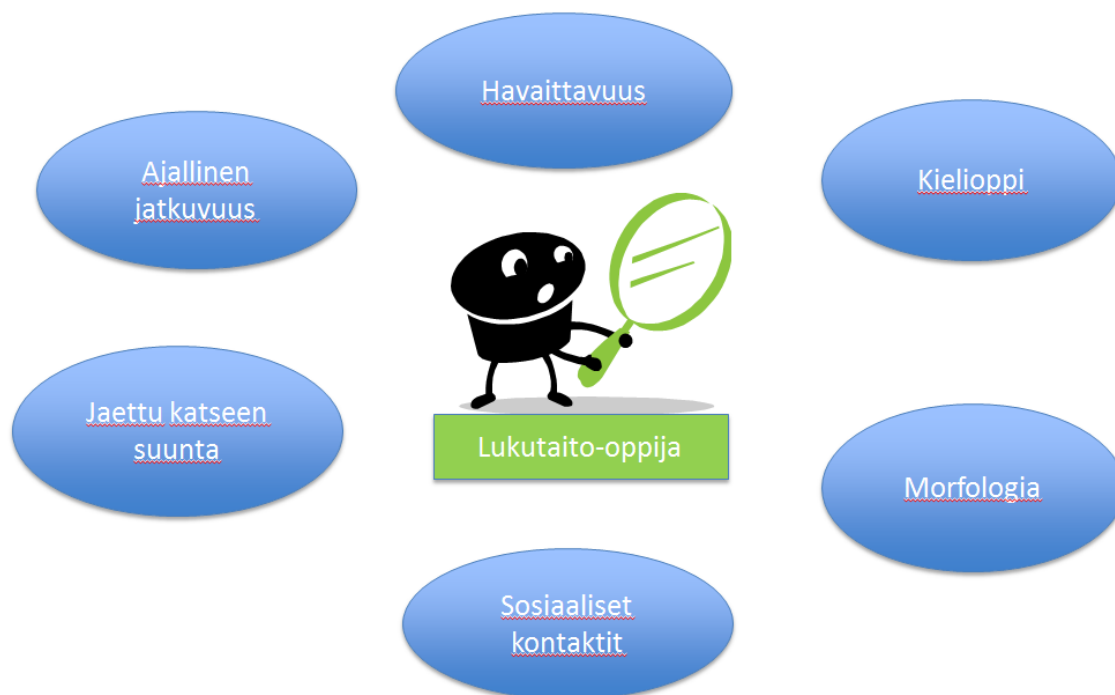 Havaittavuus
Ajallinen
jatkuvuus
Kielioppi
Jaettu katseen
suunta
Lukutaito-oppija
Morfologia
Sosiaaliset
kontaktit